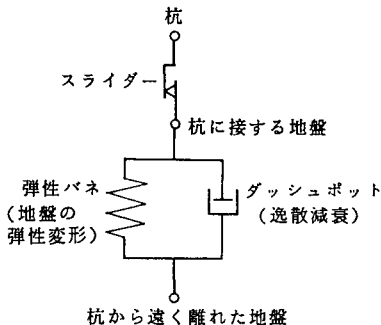 杭
スライダー
杭に接する地盤
弾性バネ
(地盤の
弾性変形)
ダッシュポット
(逸散減衰)
杭から遠く離れた地盤